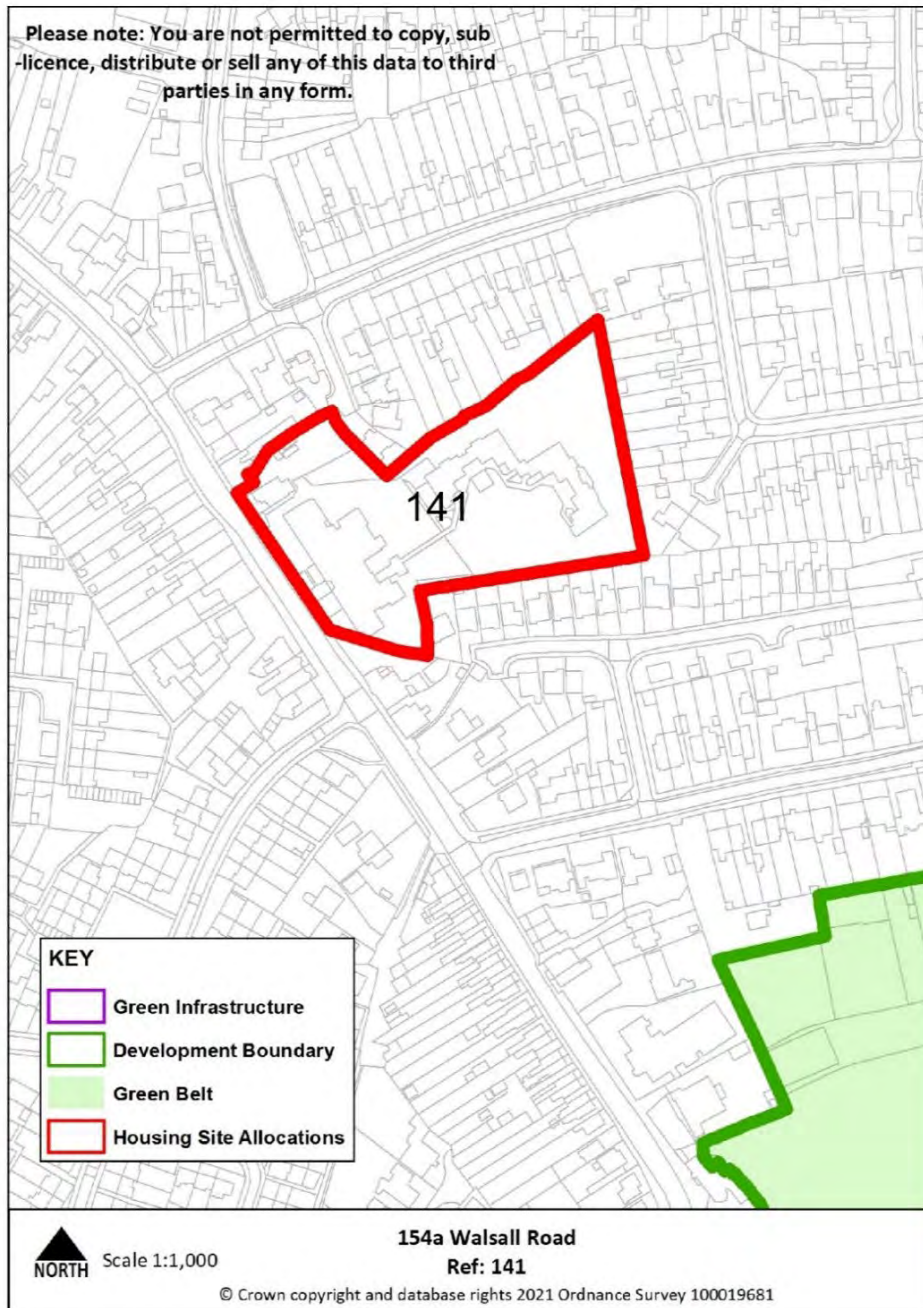 Please note: You are not permitted to copy, sub
-licence, distribute or sell any of this data to third
parties in any form.
141
KEY
Green Infrastructure
Development Boundary
Green Belt
Housing Site Allocations
NORTH
Scale 1:1,000
154a Walsall Road
Ref: 141
© Crown copyright and database rights 2021 Ordnance Survey 100019681